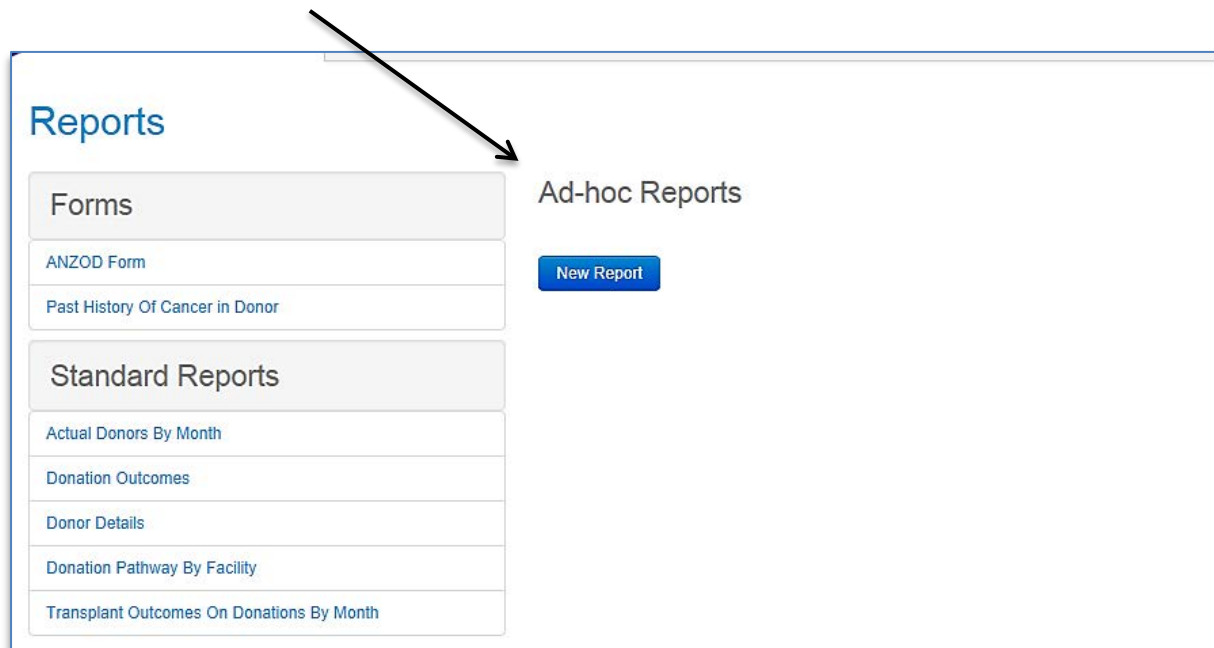 Reports
Forms
ANZOD Form
Past History Of Cancer in Donor
Standard Reports
Actual Donors By Month
Donation Outcomes
Donor Details
Donation Pathway By Facility
Transplant Outcomes On Donations By Month
Ad-hoc Reports
New Report